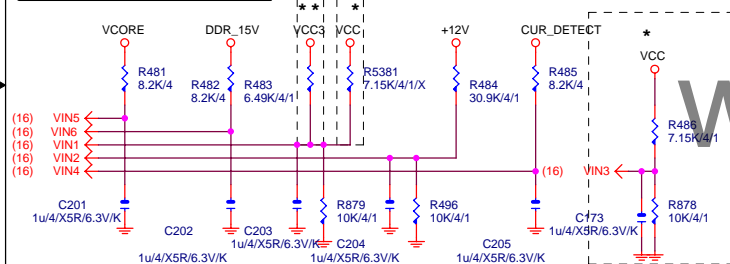 * *
*
*
VCORE
DDR_15V
VCC3
VCC
+12V
CUR_DETECT
VCC
R481
8.2K/4
R482
8.2K/4
R483
6.49K/4/1
R5381
7.15K/4/1/X
R484
30.9K/4/1
R485
8.2K/4
R486
7.15K/4/1
W
(16) VIN5
(16) VIN6
(16) VIN1
(16) VIN2
(16) VIN4
(16)
VIN3
C201
1u/4/X5R/6.3V/K
C202
1u/4/X5R/6.3V/K
C203
1u/4/X5R/6.3V/K
R879
10K/4/1
C204
1u/4/X5R/6.3V/K
R496
10K/4/1
C205
1u/4/X5R/6.3V/K
C173
1u/4/X5R/6.3V/K
R878
10K/4/1